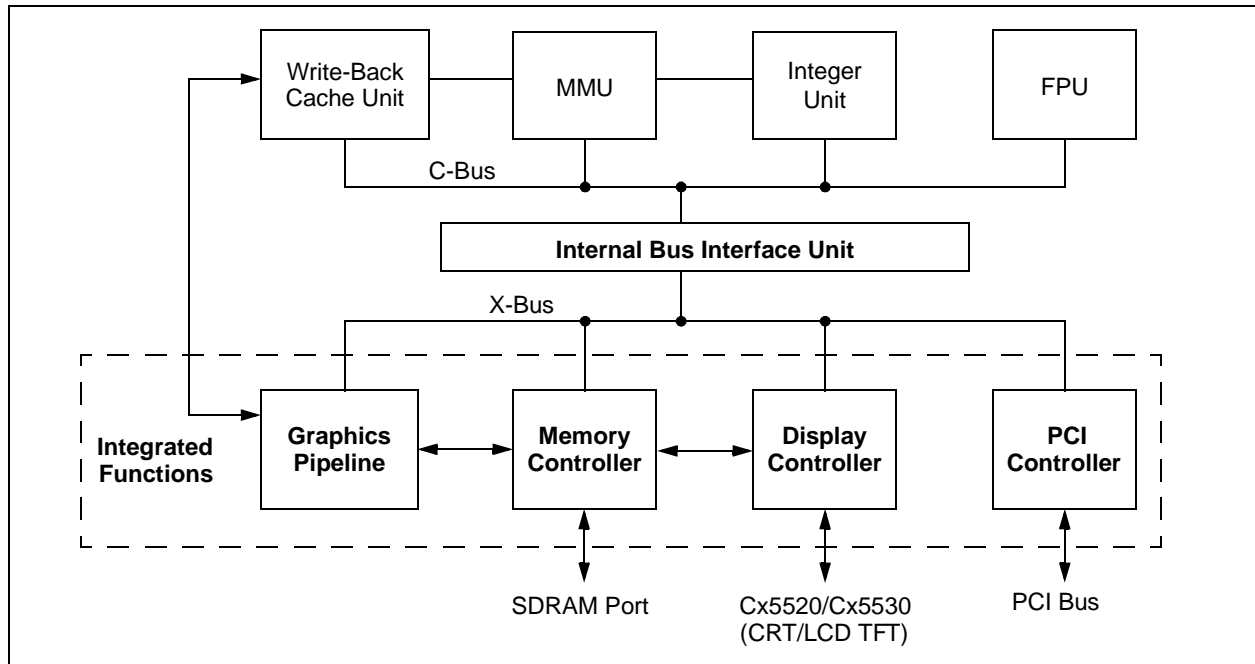 Write-Back
Cache Unit
MMU
Integer
Unit
FPU
C-Bus
Internal Bus Interface Unit
X-Bus
Integrated
Functions
Graphics
Pipeline
Memory
Controller
Display
Controller
PCI
Controller
SDRAM Port
Cx5520/Cx5530
(CRT/LCD TFT)
PCI Bus